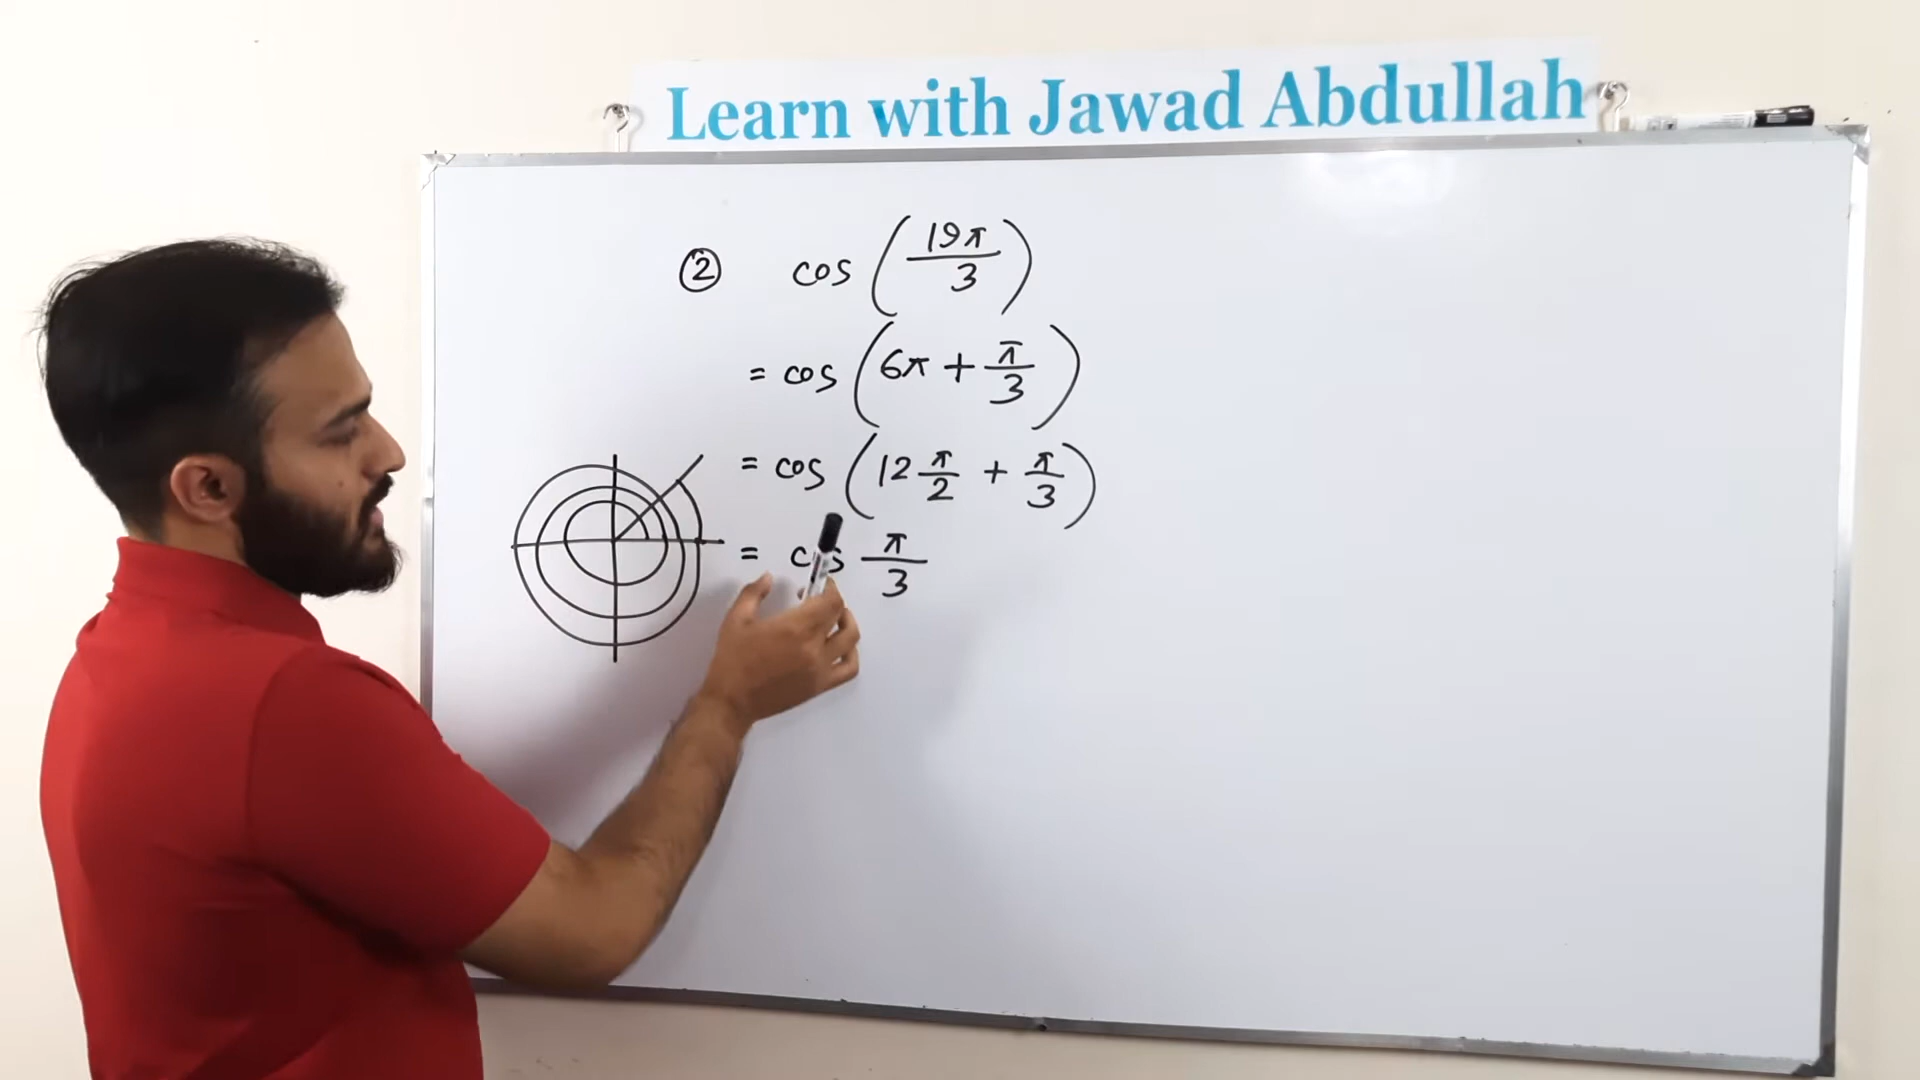 Learn with Jawad Abdullah
② cos (19π/3)
= cos (6π + π/3)
= cos (12 π/2 + π/3)
= cos π/3